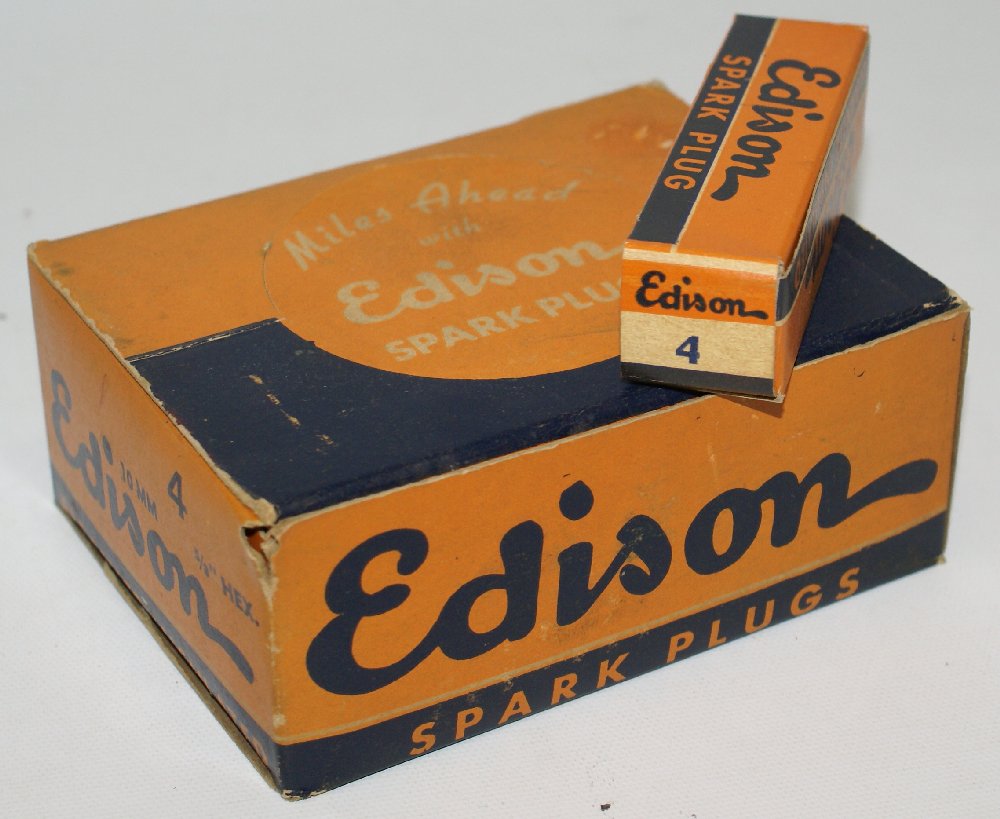 Edison
SPARK PLUG
Edison
4
Miles Ahead
with
Edison
SPARK PLUGS
Edison
10 MM
4
5/8" HEX.
Edison
SPARK PLUGS